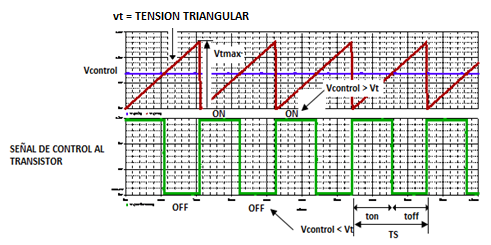 vt = TENSION TRIANGULAR
Vtmax
Vcontrol
Vcontrol > Vt
ON
ON
SEÑAL DE CONTROL AL
TRANSISTOR
OFF
OFF
Vcontrol < Vt
ton
toff
TS